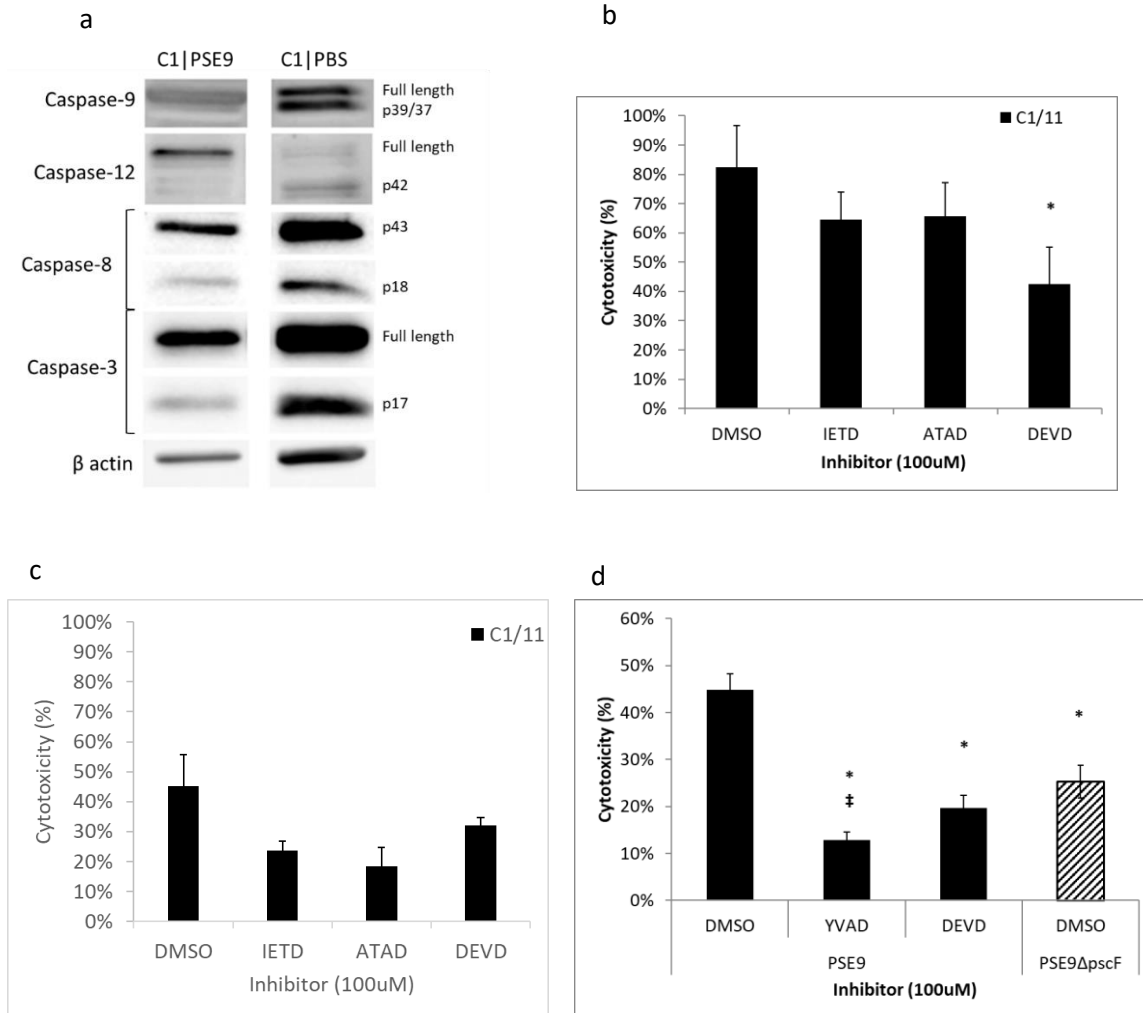 a
C1|PSE9 C1|PBS
Caspase-9
Full length
p39/37
Caspase-12
Full length
p42
Caspase-8
p43
p18
Caspase-3
Full length
p17
β actin
b
C1/11
Cytotoxicity (%)
100%
90%
80%
70%
60%
50%
40%
30%
20%
10%
0%
*
DMSO IETD ATAD DEVD
Inhibitor (100uM)
c
C1/11
Cytotoxicity (%)
100%
90%
80%
70%
60%
50%
40%
30%
20%
10%
0%
DMSO IETD ATAD DEVD
Inhibitor (100uM)
d
Cytotoxicity (%)
60%
50%
40%
30%
20%
10%
0%
* * *
‡
DMSO YVAD DEVD DMSO
PSE9 PSE9ΔpscF
Inhibitor (100uM)